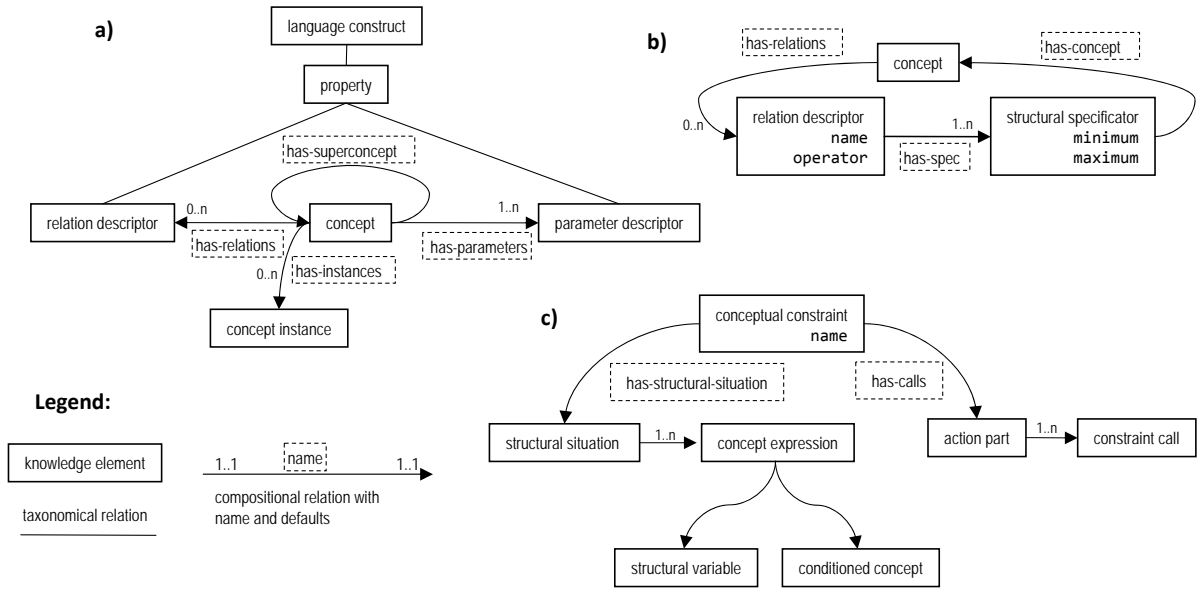 a)
language construct
property
has-superconcept
relation descriptor
0..n
concept
1..n
parameter descriptor
has-relations
has-parameters
0..n
has-instances
concept instance
b)
has-relations
has-concept
concept
0..n
relation descriptor
name
operator
1..n
has-spec
structural specificator
minimum
maximum
c)
conceptual constraint
name
has-structural-situation
has-calls
structural situation
1..n
concept expression
action part
1..n
constraint call
structural variable
conditioned concept
Legend:
knowledge element
taxonomical relation
1..1
name
1..1
compositional relation with
name and defaults